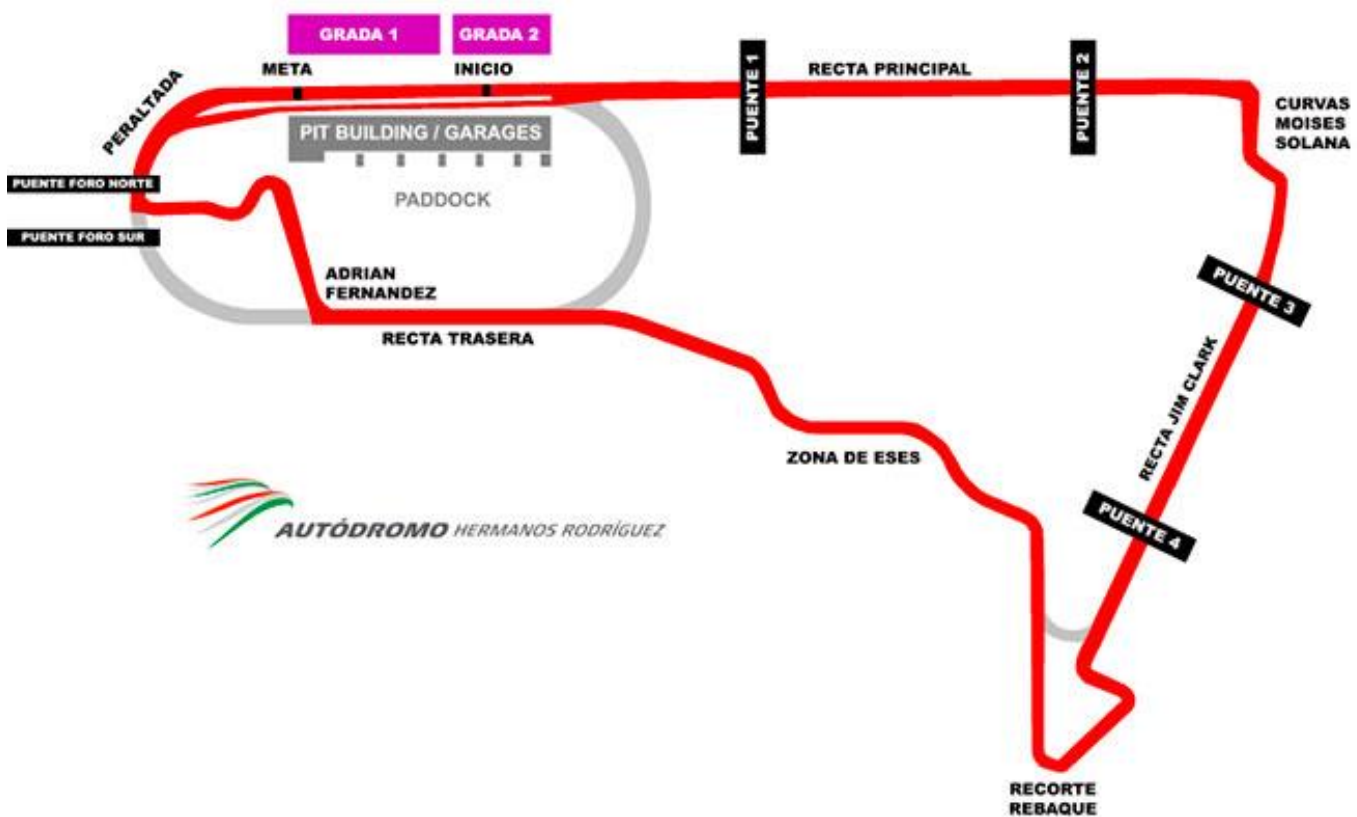 GRADA 1
GRADA 2
META
INICIO
PERALTADA
PUENTE 1
RECTA PRINCIPAL
PUENTE 2
CURVAS
MOISES
SOLANA
PIT BUILDING / GARAGES
PADDOCK
PUENTE FORO NORTE
PUENTE FORO SUR
ADRIAN
FERNANDEZ
RECTA TRASERA
PUENTE 3
RECTA JIM CLARK
ZONA DE ESES
PUENTE 4
AUTÓDROMO HERMANOS RODRÍGUEZ
RECORTE
REBAQUE